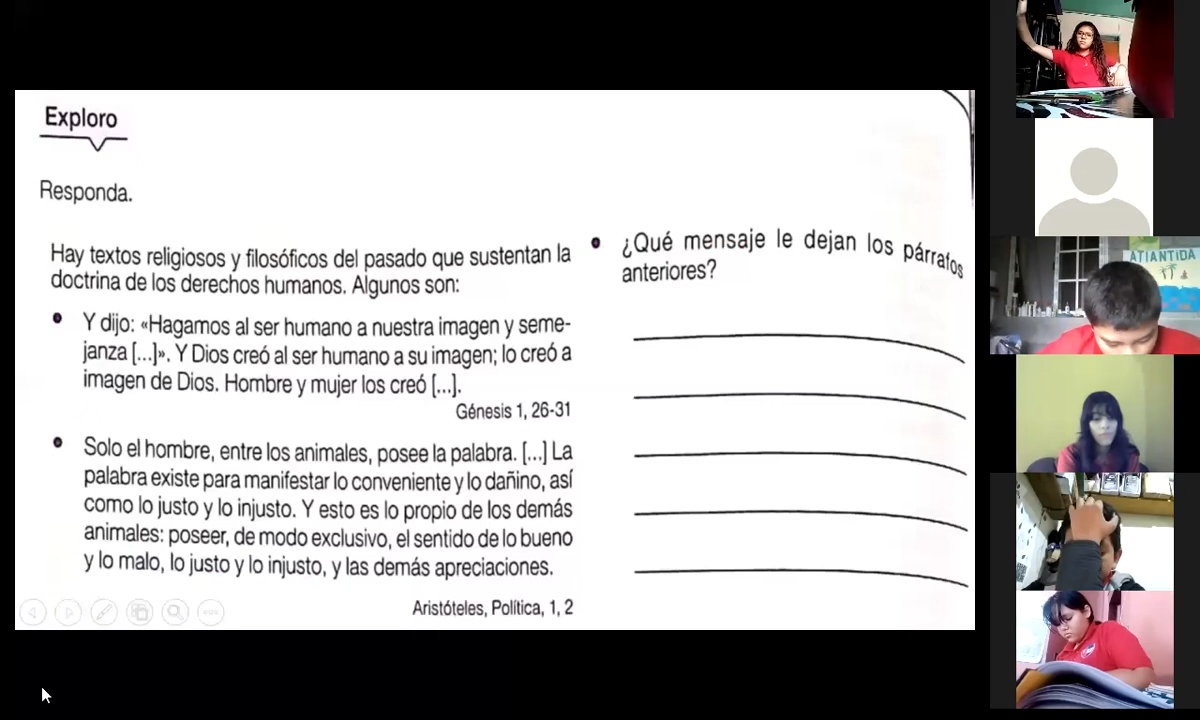 Exploro
Responda.
Hay textos religiosos y filosóficos del pasado que sustentan la
doctrina de los derechos humanos. Algunos son:
Y dijo: «Hagamos al ser humano a nuestra imagen y seme-
janza [...]». Y Dios creó al ser humano a su imagen; lo creó a
imagen de Dios. Hombre y mujer los creó [...].
Génesis 1, 26-31
Solo el hombre, entre los animales, posee la palabra. [...] La
palabra existe para manifestar lo conveniente y lo dañino, así
como lo justo y lo injusto. Y esto es lo propio de los demás
animales: poseer, de modo exclusivo, el sentido de lo bueno
y lo malo, lo justo y lo injusto, y las demás apreciaciones.
Aristóteles, Política, 1, 2
¿Qué mensaje le dejan los párrafos
anteriores?
ATLANTIDA